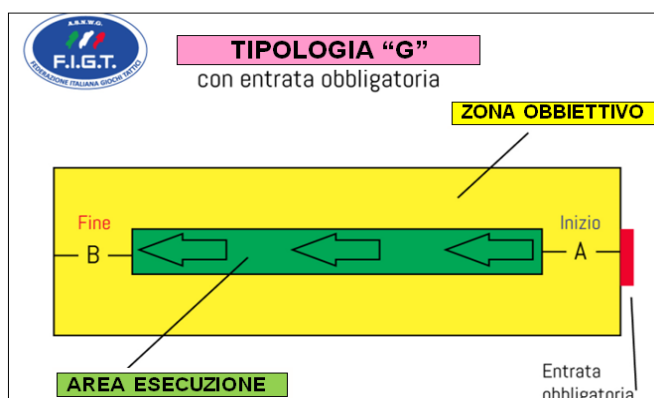 A.S.N.W.G.
F.I.G.T.
FEDERAZIONE ITALIANA GIOCHI TATTICI
TIPOLOGIA “G”
con entrata obbligatoria
ZONA OBBIETTIVO
Fine
Inizio
B
A
AREA ESECUZIONE
Entrata
obbligatoria